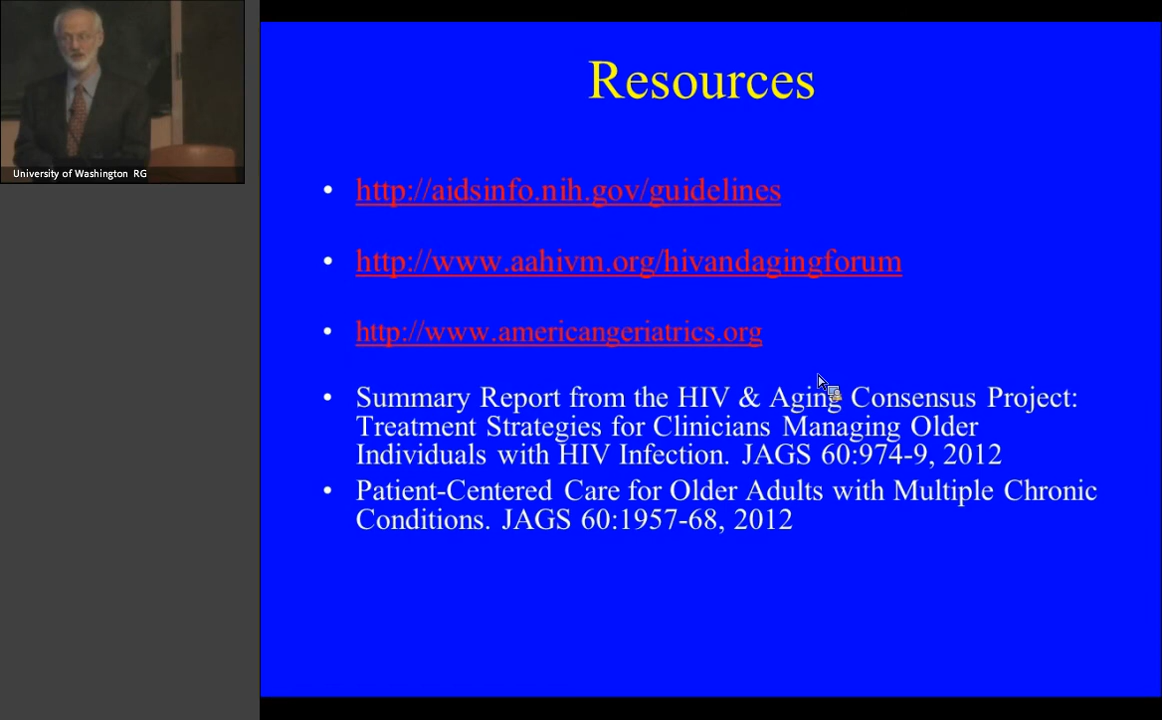 University of Washington RG
Resources
• http://aidsinfo.nih.gov/guidelines
• http://www.aahivm.org/hivandagingforum
• http://www.americangeriatrics.org
• Summary Report from the HIV & Aging Consensus Project:
Treatment Strategies for Clinicians Managing Older
Individuals with HIV Infection. JAGS 60:974-9, 2012
• Patient-Centered Care for Older Adults with Multiple Chronic
Conditions. JAGS 60:1957-68, 2012